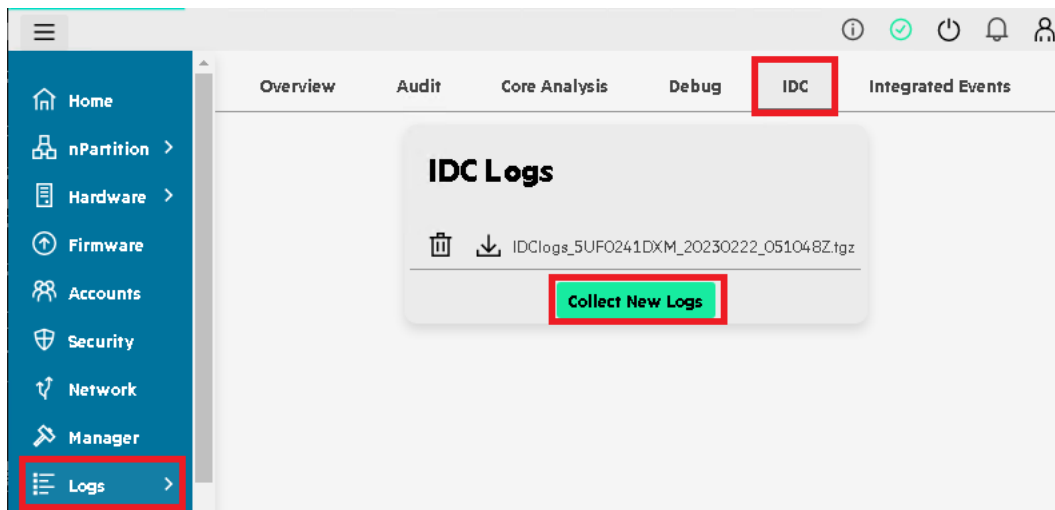 Overview Audit Core Analysis Debug IDC Integrated Events
Home
nPartition
Hardware
Firmware
Accounts
Security
Network
Manager
Logs
IDC Logs
IDClogs_5UF0241DXM_20230222_051048Z.tgz
Collect New Logs